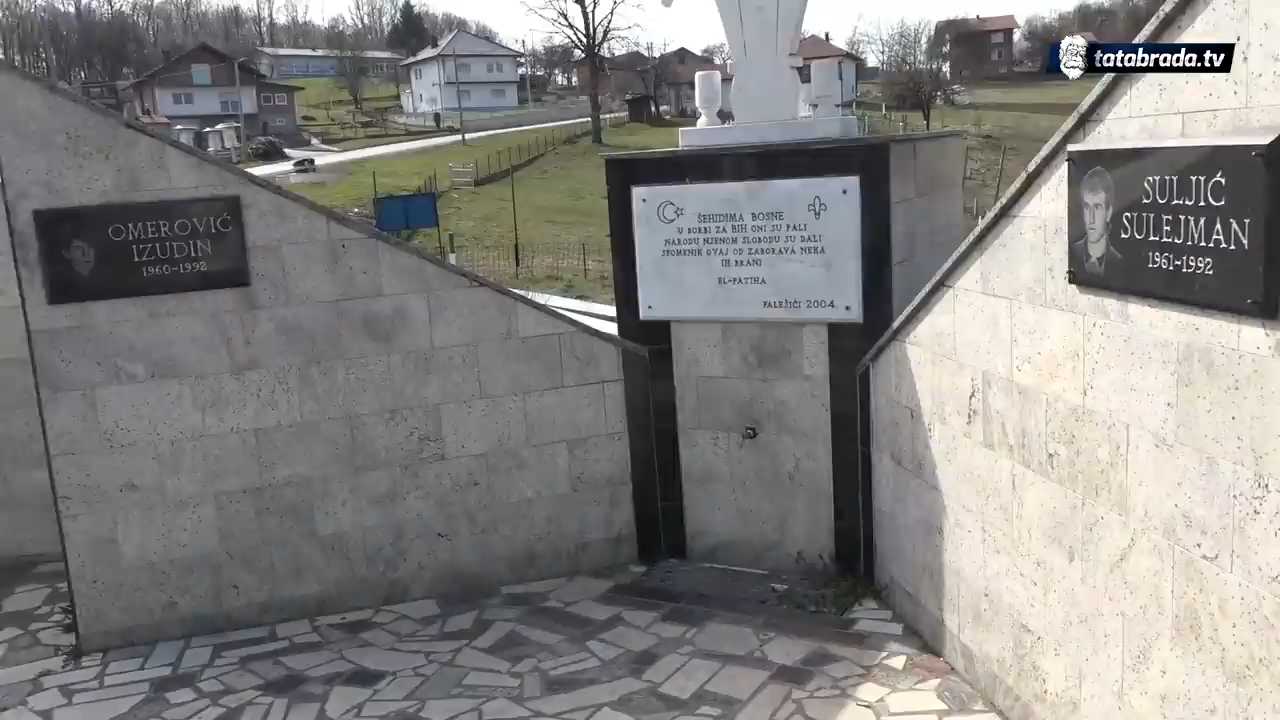 tatabrada.tv
OMEROVIĆ
IZUDIN
1960-1992
ŠEHIDIMA BOSNE
U BORBI ZA BIH ONI SU PALI
NARODU NJENOM SLOBODU SU DALI
SPOMENIK OVAJ OD ZABORAVA NEKA
IH BRANI
EL-FATIHA
FALEŠIĆI 2004.
SULJIĆ
SULEJMAN
1961-1992